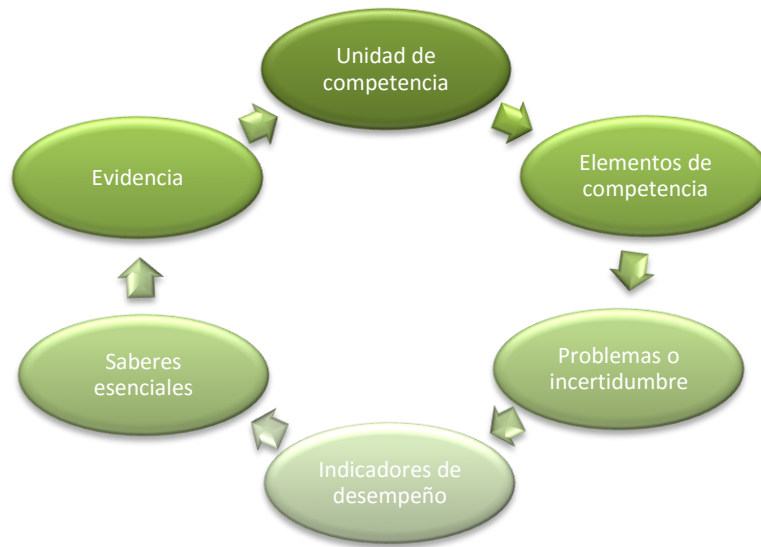 Unidad de
competencia
Elementos de
competencia
Problemas o
incertidumbre
Indicadores de
desempeño
Saberes
esenciales
Evidencia